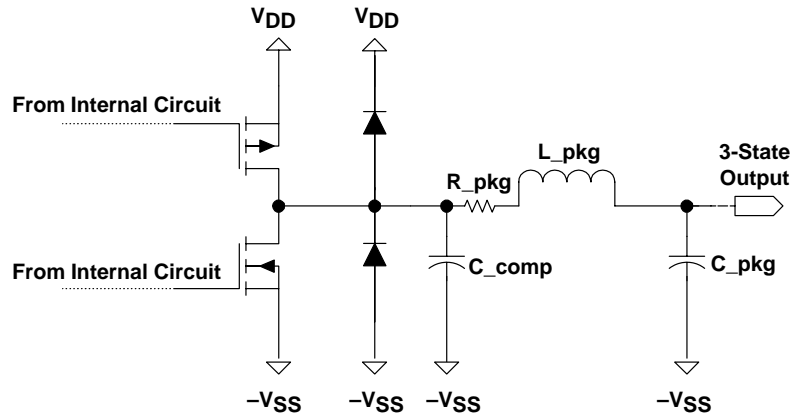 VDD
VDD
From Internal Circuit
L_pkg
3-State
Output
R_pkg
From Internal Circuit
C_comp
C_pkg
–VSS
–VSS
–VSS
–VSS